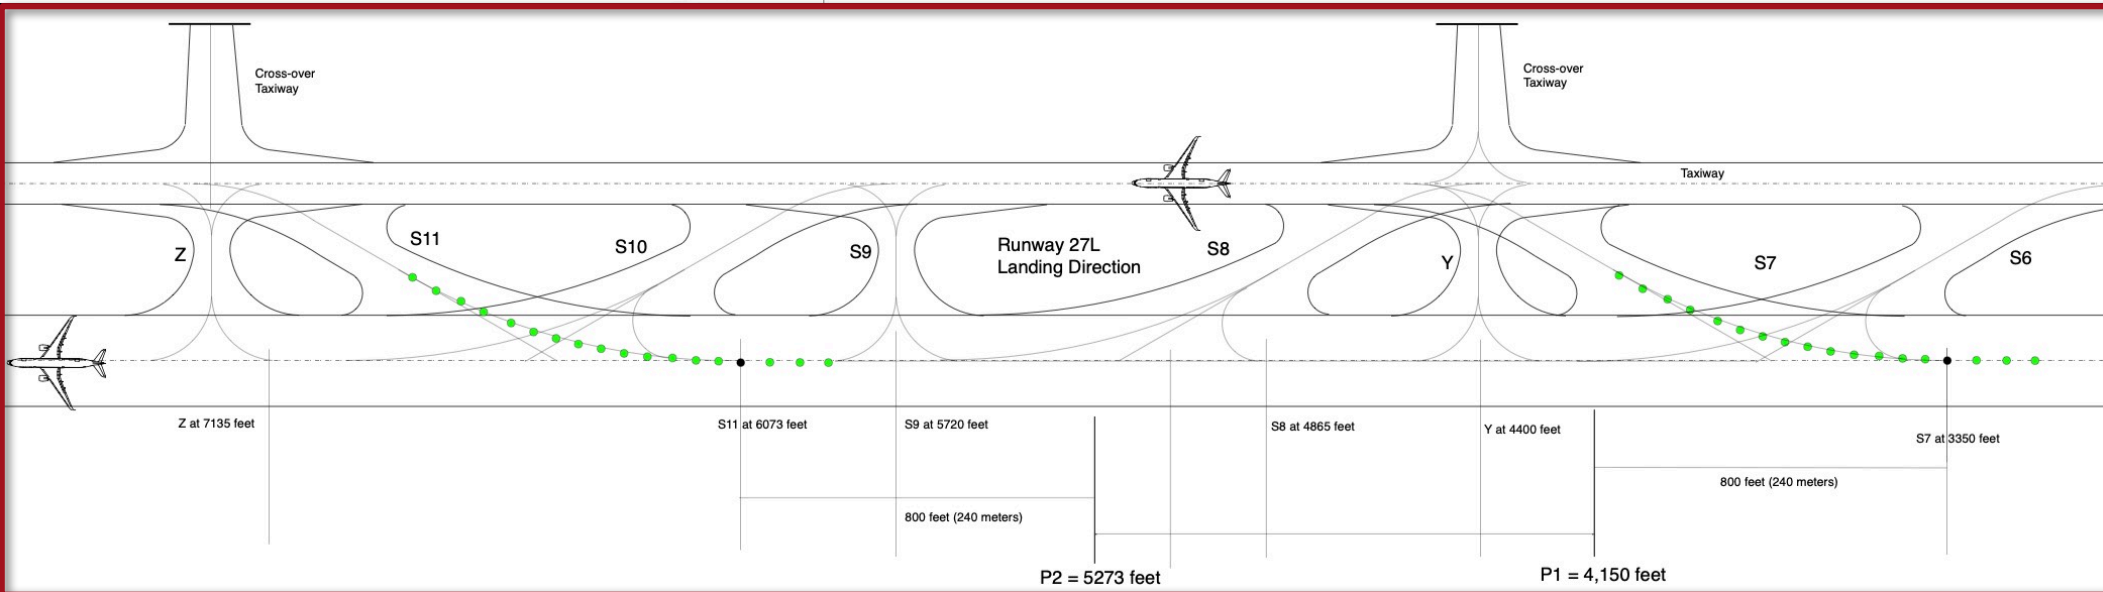 Cross-over
Taxiway
Cross-over
Taxiway
Taxiway
Z
S11
S10
S9
Runway 27L
Landing Direction
S8
Y
S7
S6
Z at 7135 feet
S11 at 6073 feet
S9 at 5720 feet
S8 at 4865 feet
Y at 4400 feet
S7 at 3350 feet
800 feet (240 meters)
800 feet (240 meters)
P2 = 5273 feet
P1 = 4,150 feet